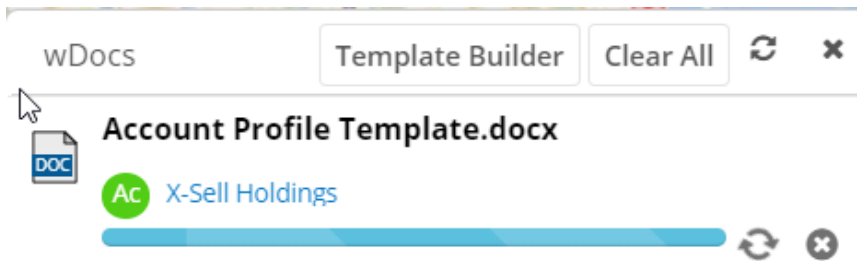 wDocs Template Builder Clear All
Account Profile Template.docx
DOC
Ac X-Sell Holdings